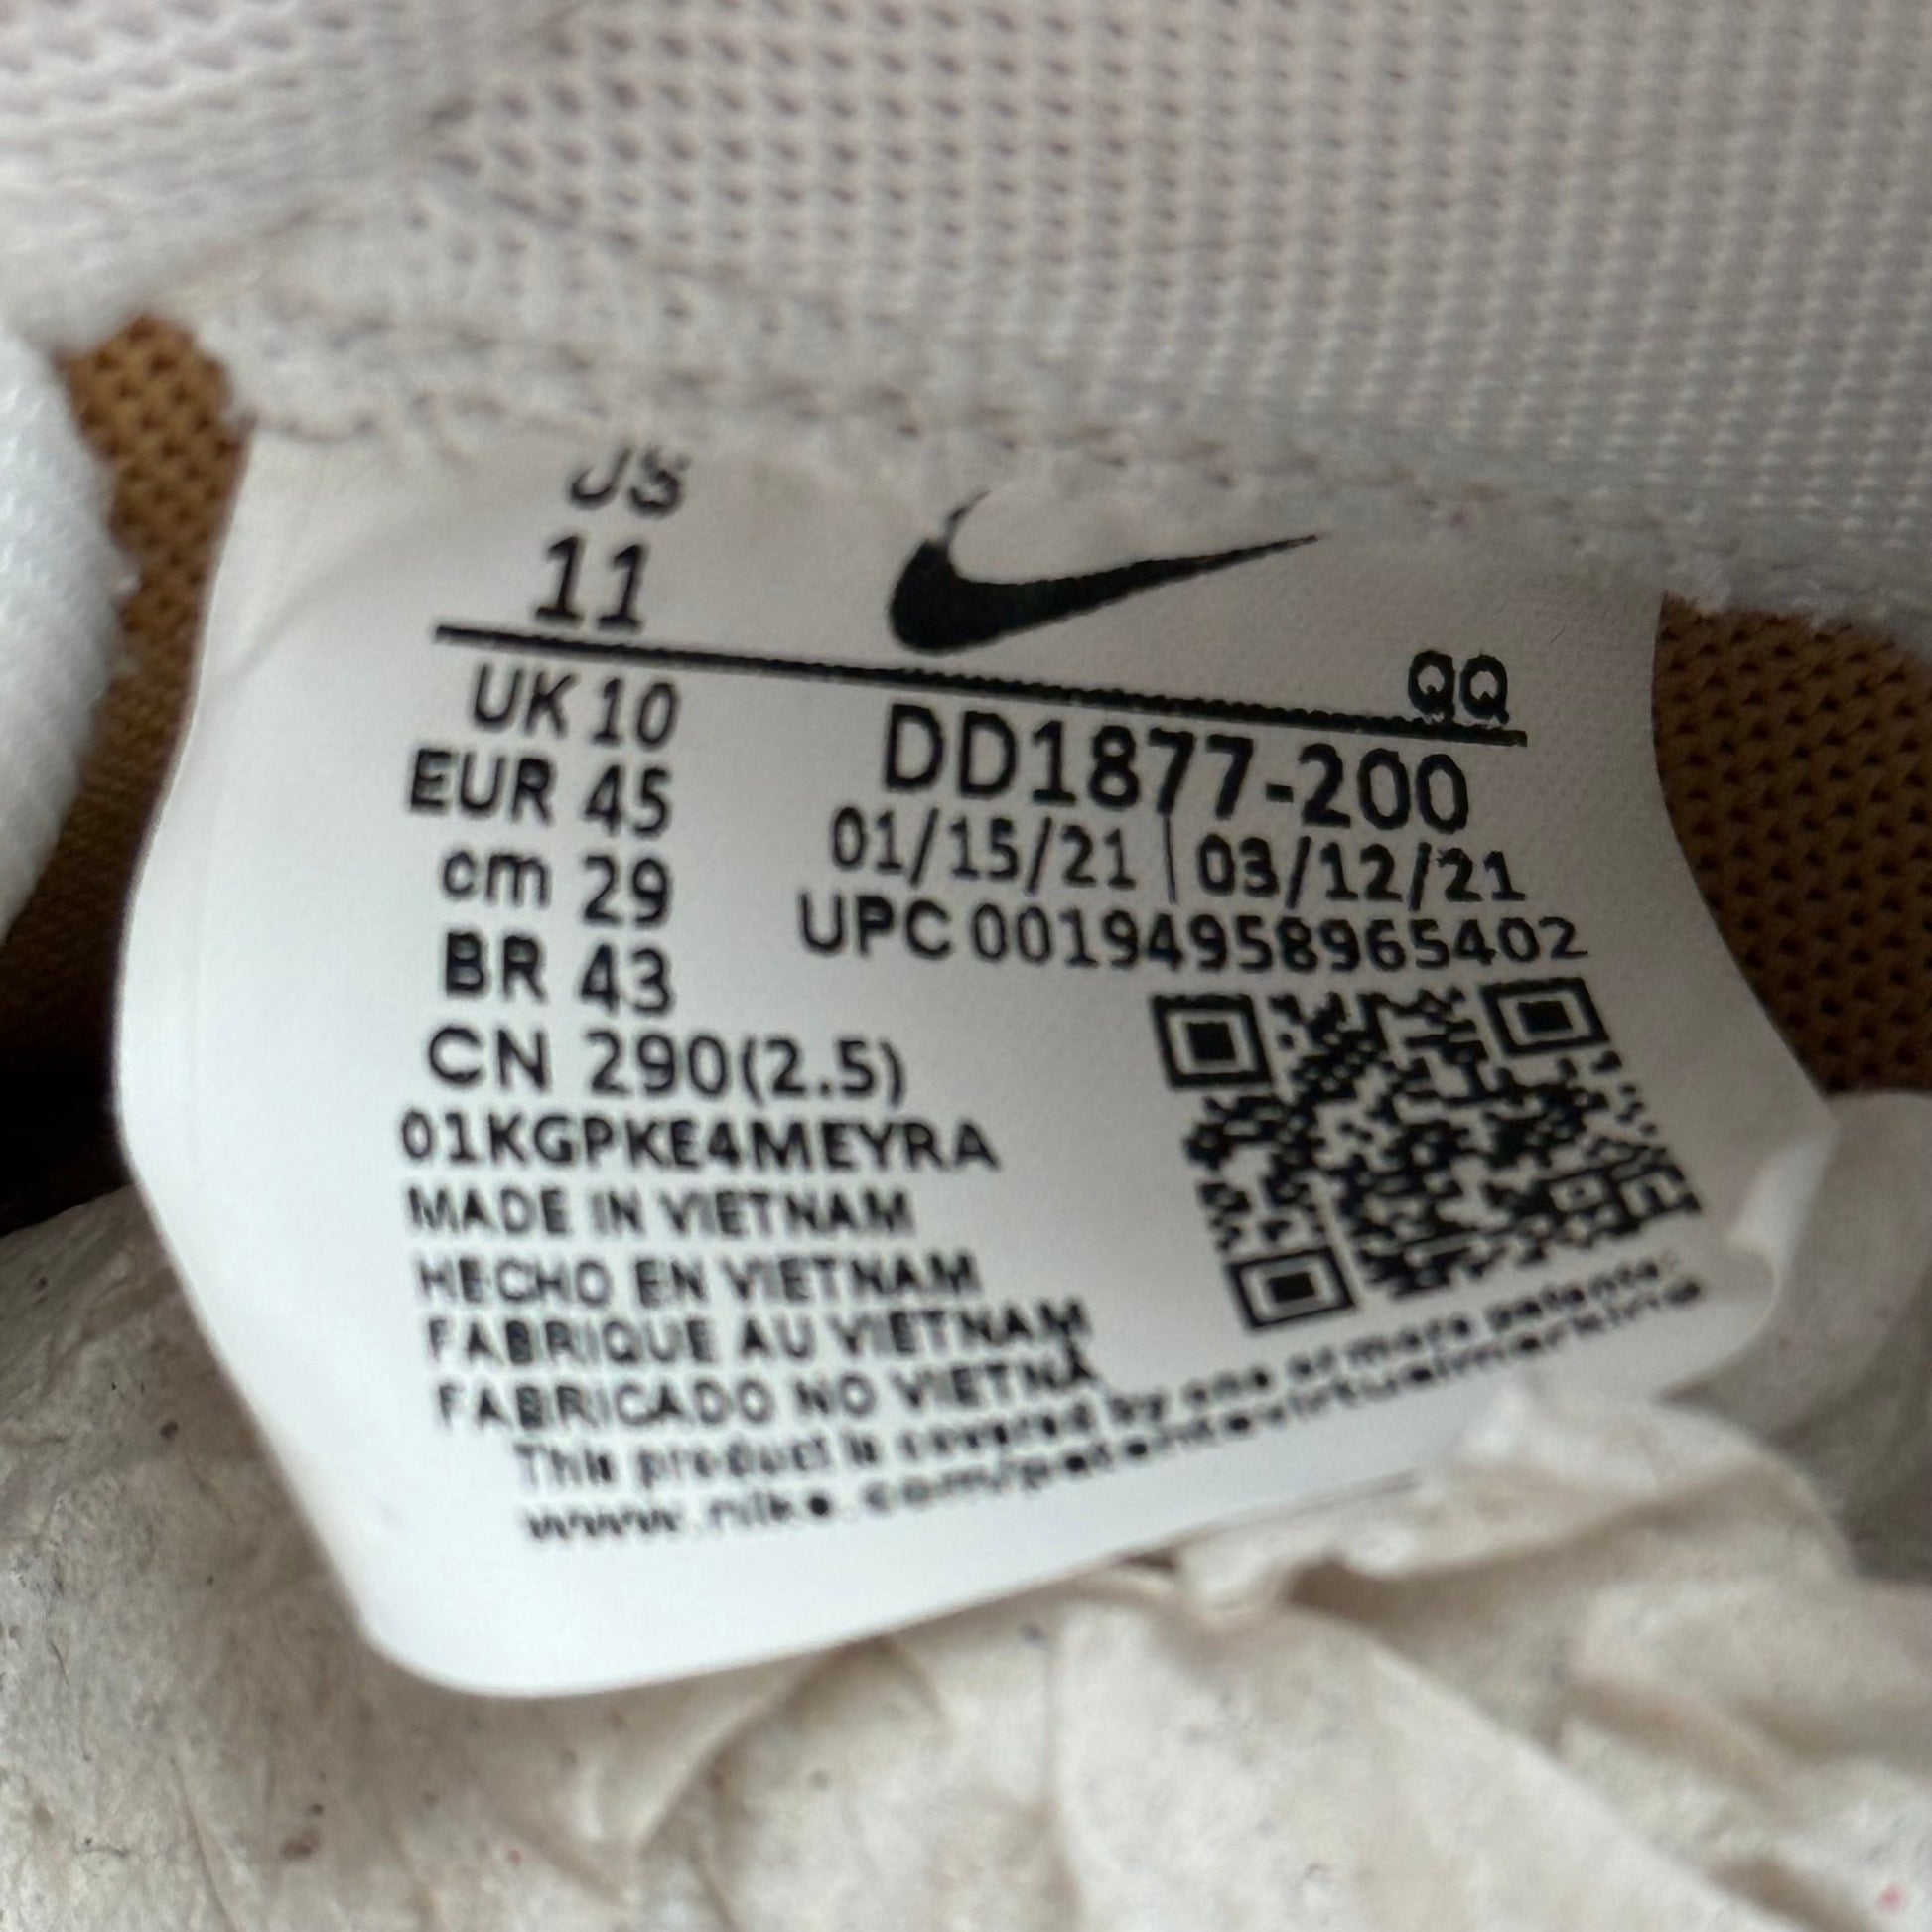 US
11
QQ
UK 10
EUR 45
cm 29
BR 43
CN 290(2.5)
DD1877-200
01/15/21 | 03/12/21
UPC 00194958965402
01KGPKE4MEYRA
MADE IN VIETNAM
HECHO EN VIETNAM
FABRIQUE AU VIETNAM
FABRICADO NO VIETNÃ
This product is covered by one or more patents:
www.nike.com/patentsvirtualmarking